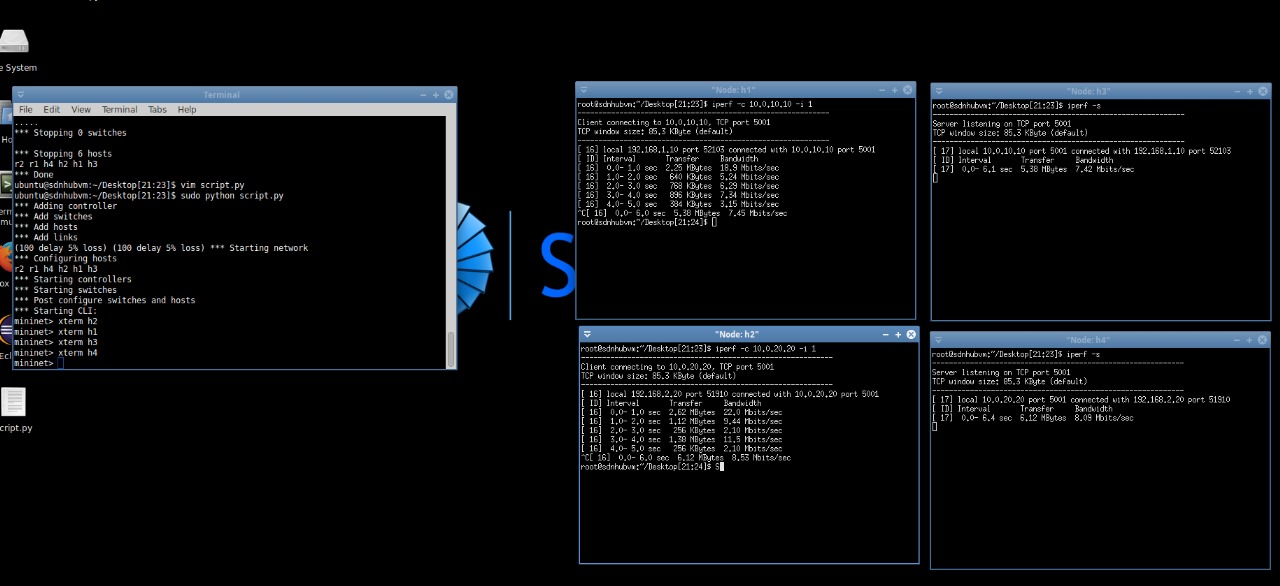 e System
Terminal
File Edit View Terminal Tabs Help
.....
*** Stopping 0 switches
*** Stopping 6 hosts
r2 r1 h4 h2 h1 h3
*** Done
ubuntu@sdnhubvm:~/Desktop[21:23]$ vim script.py
ubuntu@sdnhubvm:~/Desktop[21:23]$ sudo python script.py
*** Adding controller
*** Add switches
*** Add hosts
*** Add links
(100 delay 5% loss) (100 delay 5% loss) *** Starting network
*** Configuring hosts
r2 r1 h4 h2 h1 h3
*** Starting controllers
*** Starting switches
*** Post configure switches and hosts
*** Starting CLI:
mininet> xterm h2
mininet> xterm h1
mininet> xterm h3
mininet> xterm h4
mininet>
Ho
erm
mu
ox
Ecl
cript.py
S
"Node: h1"
root@sdnhubvm:~/Desktop[21:23]$ iperf -c 10.0.10.10 -i 1
------------------------------------------------------------
Client connecting to 10.0.10.10, TCP port 5001
TCP window size: 85.3 KByte (default)
------------------------------------------------------------
[ 16] local 192.168.1.10 port 52103 connected with 10.0.10.10 port 5001
[ ID] Interval Transfer Bandwidth
[ 16] 0.0- 1.0 sec 2.25 MBytes 18.9 Mbits/sec
[ 16] 1.0- 2.0 sec 640 KBytes 5.24 Mbits/sec
[ 16] 2.0- 3.0 sec 768 KBytes 6.29 Mbits/sec
[ 16] 3.0- 4.0 sec 896 KBytes 7.34 Mbits/sec
[ 16] 4.0- 5.0 sec 384 KBytes 3.15 Mbits/sec
^C[ 16] 0.0- 6.0 sec 5.38 MBytes 7.45 Mbits/sec
root@sdnhubvm:~/Desktop[21:24]$
"Node: h3"
root@sdnhubvm:~/Desktop[21:23]$ iperf -s
------------------------------------------------------------
Server listening on TCP port 5001
TCP window size: 85.3 KByte (default)
------------------------------------------------------------
[ 17] local 10.0.10.10 port 5001 connected with 192.168.1.10 port 52103
[ ID] Interval Transfer Bandwidth
[ 17] 0.0- 6.1 sec 5.38 MBytes 7.42 Mbits/sec
"Node: h2"
root@sdnhubvm:~/Desktop[21:23]$ iperf -c 10.0.20.20 -i 1
------------------------------------------------------------
Client connecting to 10.0.20.20, TCP port 5001
TCP window size: 85.3 KByte (default)
------------------------------------------------------------
[ 16] local 192.168.2.20 port 51910 connected with 10.0.20.20 port 5001
[ ID] Interval Transfer Bandwidth
[ 16] 0.0- 1.0 sec 2.62 MBytes 22.0 Mbits/sec
[ 16] 1.0- 2.0 sec 1.12 MBytes 9.44 Mbits/sec
[ 16] 2.0- 3.0 sec 256 KBytes 2.10 Mbits/sec
[ 16] 3.0- 4.0 sec 1.38 MBytes 11.5 Mbits/sec
[ 16] 4.0- 5.0 sec 256 KBytes 2.10 Mbits/sec
^C[ 16] 0.0- 6.0 sec 6.12 MBytes 8.53 Mbits/sec
root@sdnhubvm:~/Desktop[21:24]$ S
"Node: h4"
root@sdnhubvm:~/Desktop[21:23]$ iperf -s
------------------------------------------------------------
Server listening on TCP port 5001
TCP window size: 85.3 KByte (default)
------------------------------------------------------------
[ 17] local 10.0.20.20 port 5001 connected with 192.168.2.20 port 51910
[ ID] Interval Transfer Bandwidth
[ 17] 0.0- 6.4 sec 6.12 MBytes 8.09 Mbits/sec